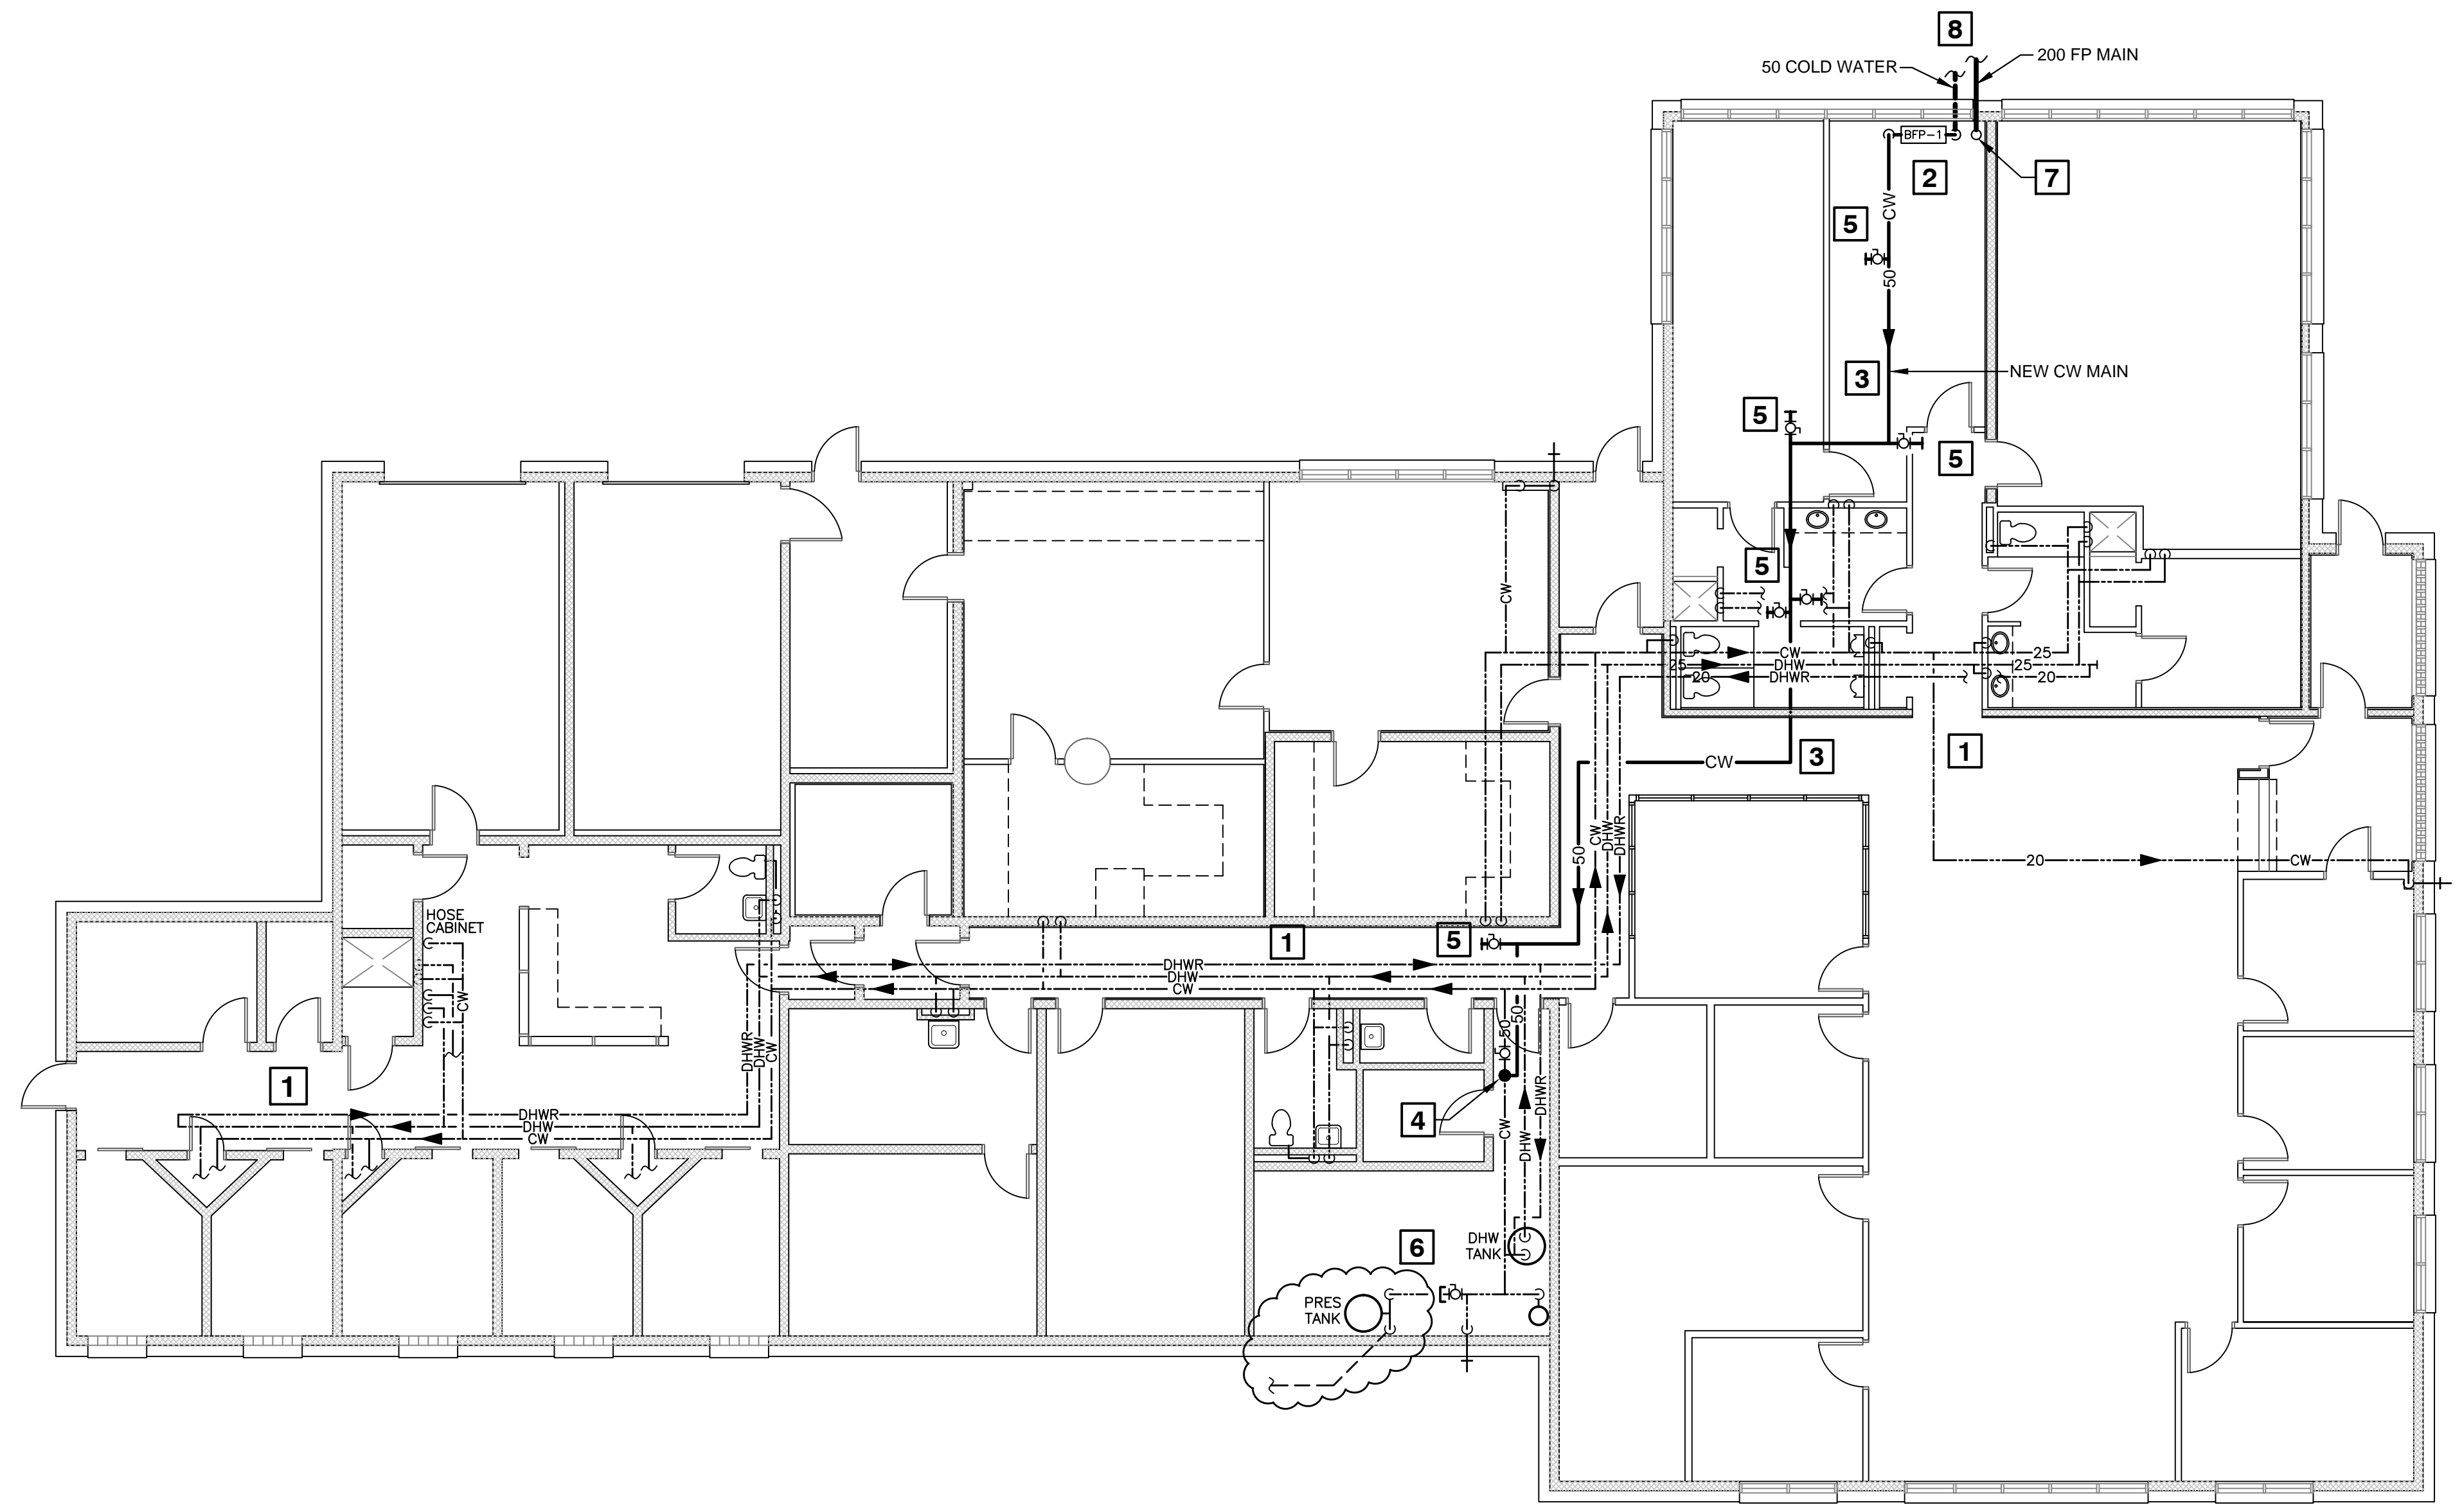 8
200 FP MAIN
50 COLD WATER
BFP-1
2
7
CW
5
50
3
NEW CW MAIN
5
5
CW
5
CW
25
25
DHW
25
20
DHWR
20
3
1
CW
50
CW
DHW
DHWR
20
CW
HOSE
CABINET
5
1
DHWR
DHW
CW
CW
50
50
DHWR
DHW
CW
1
4
DHWR
DHW
CW
CW
DHW
DHWR
6
DHW
TANK
PRES
TANK